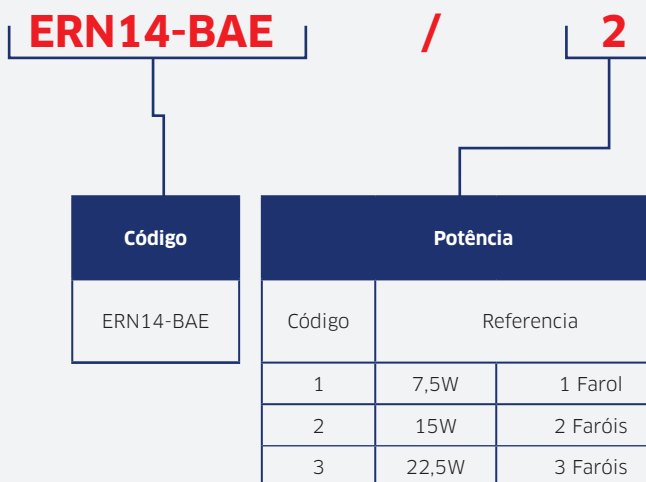 ERN14-BAE / 2
Código Potência
ERN14-BAE Código Referencia
1 7,5W 1 Farol
2 15W 2 Faróis
3 22,5W 3 Faróis